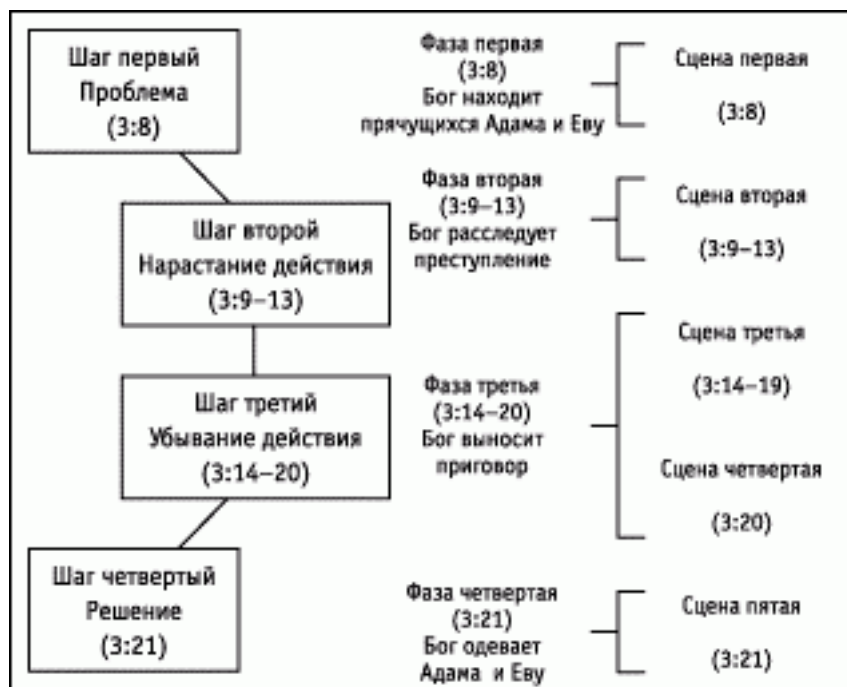 Шаг первый
Проблема
(3:8)
Фаза первая
(3:8)
Бог находит
прячущихся Адама и Еву
Сцена первая
(3:8)
Шаг второй
Нарастание действия
(3:9–13)
Фаза вторая
(3:9–13)
Бог расследует
преступление
Сцена вторая
(3:9–13)
Шаг третий
Убывание действия
(3:14–20)
Фаза третья
(3:14–20)
Бог выносит
приговор
Сцена третья
(3:14–19)
Сцена четвертая
(3:20)
Шаг четвертый
Решение
(3:21)
Фаза четвертая
(3:21)
Бог одевает
Адама и Еву
Сцена пятая
(3:21)